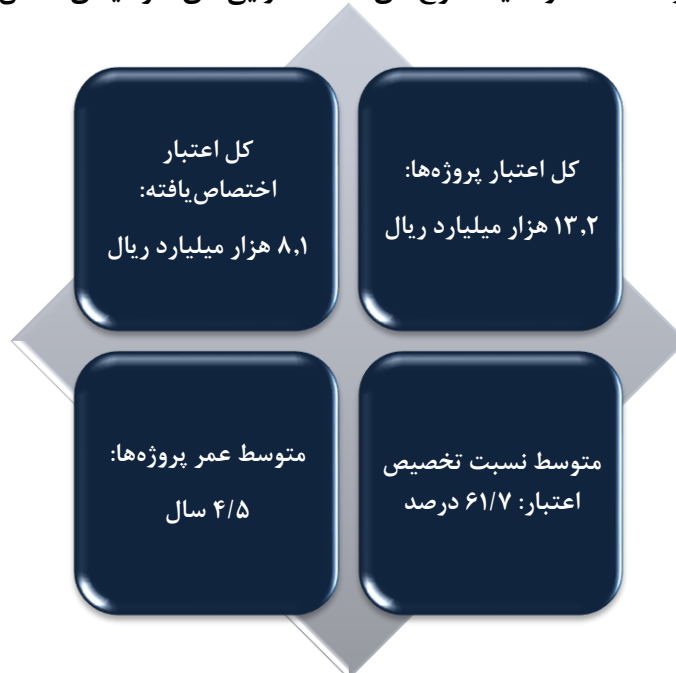 کل اعتبار پروژه‌ها:
۱۳,۲ هزار میلیارد ریال
کل اعتبار
اختصاص‌یافته:
۸,۱ هزار میلیارد ریال
متوسط نسبت تخصیص
اعتبار: ۶۱/۷ درصد
متوسط عمر پروژه‌ها:
۴/۵ سال